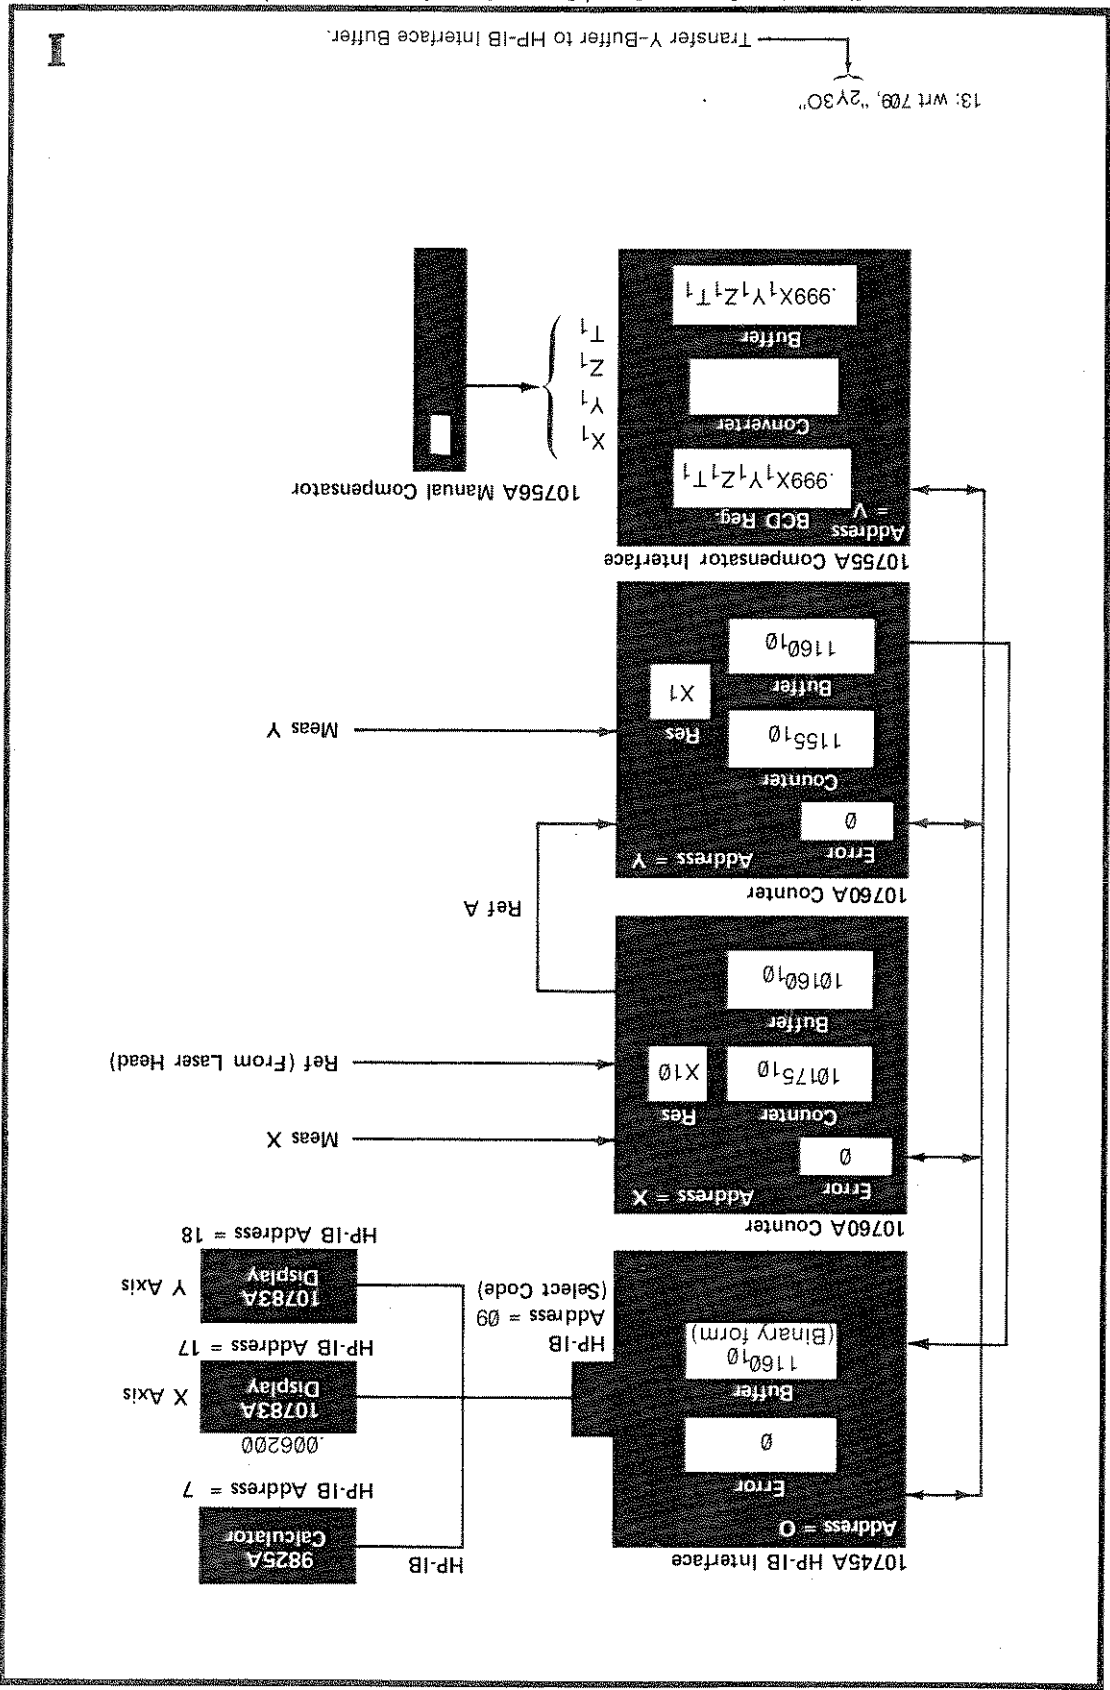 10745A HP-IB Interface
Address = O
Error
0
Buffer
1160₁₀
(Binary form)
HP-IB
Address = 09
(Select Code)
HP-IB
9825A
Calculator
HP-IB Address = 7
.006200
10783A
Display
X Axis
HP-IB Address = 17
10783A
Display
Y Axis
HP-IB Address = 18
10760A Counter
Error
Address = X
0
Counter
10175₁₀
Res
X10
Buffer
10160₁₀
Meas X
Ref (From Laser Head)
Ref A
10760A Counter
Error
Address = Y
0
Counter
1155₁₀
Res
X1
Buffer
1160₁₀
Meas Y
10755A Compensator Interface
Address
= V
BCD Reg.
.999X₁Y₁Z₁T₁
Converter
Buffer
.999X₁Y₁Z₁T₁
10756A Manual Compensator
X₁
Y₁
Z₁
T₁
13: wrt 709, "2Y3O"
Transfer Y-Buffer to HP-IB Interface Buffer.
I